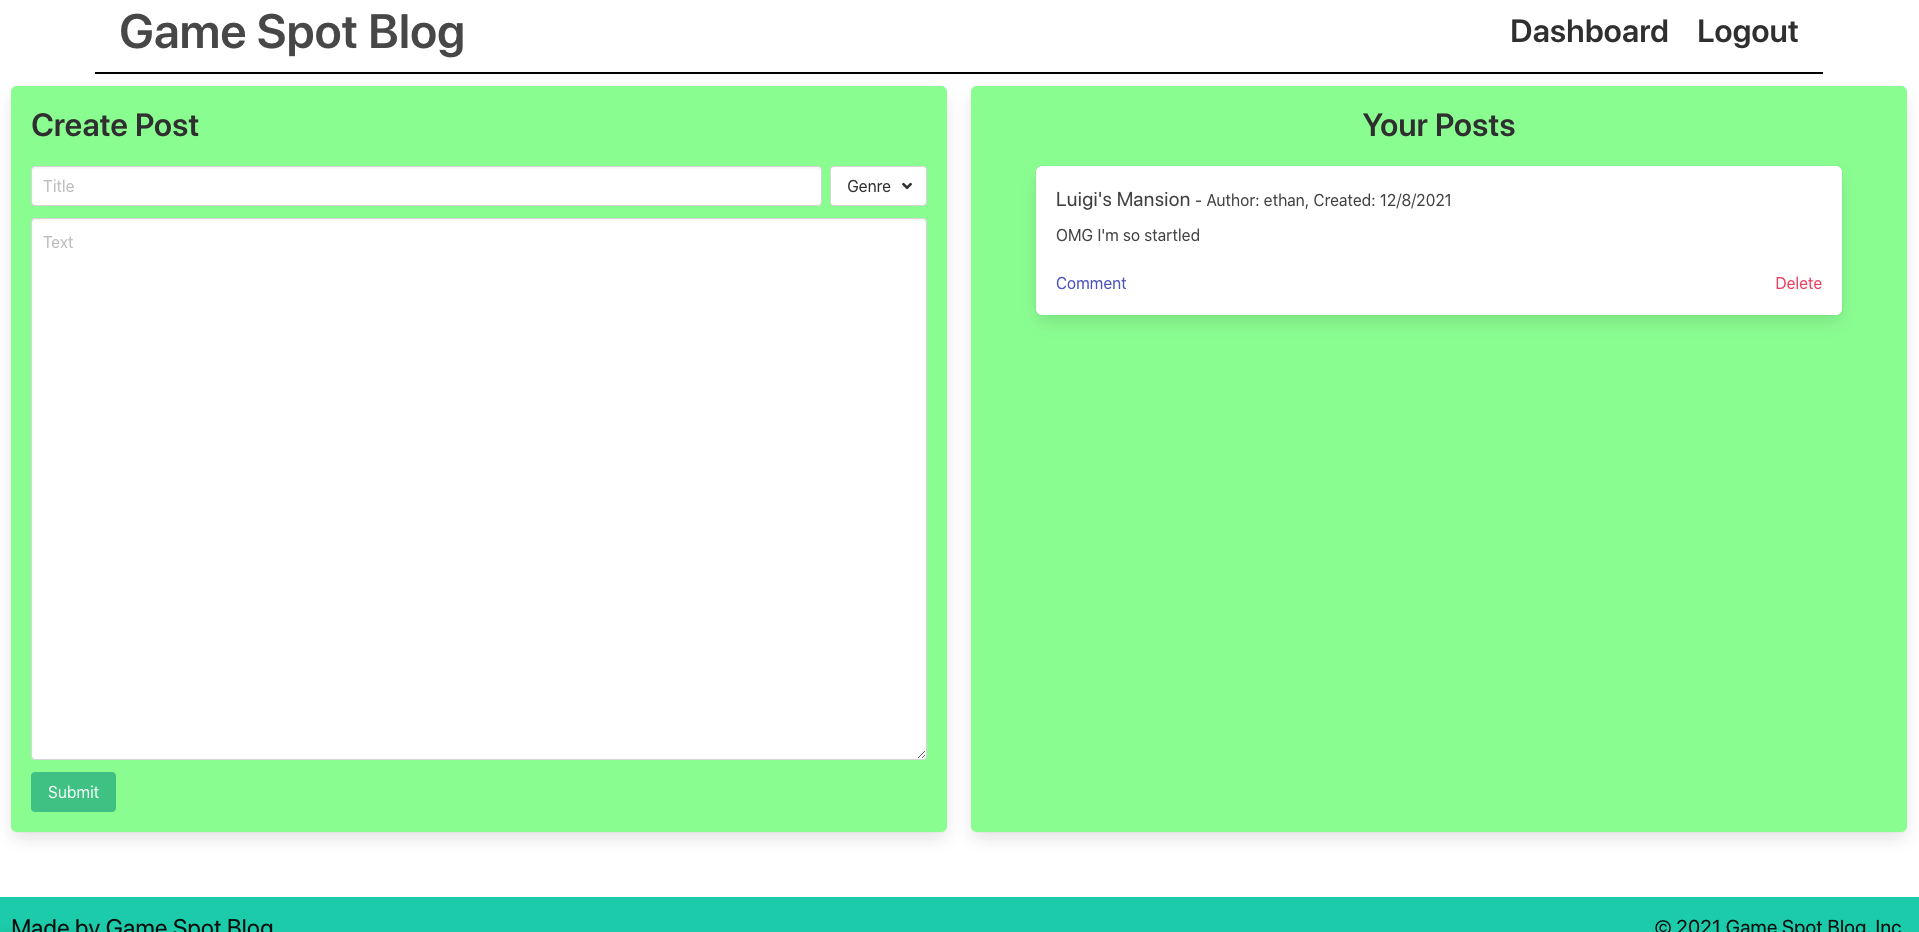 Game Spot Blog
Dashboard Logout
Create Post
Title
Genre
Text
Submit
Your Posts
Luigi's Mansion - Author: ethan, Created: 12/8/2021
OMG I'm so startled
Comment
Delete
Made by Game Spot Blog
© 2021 Game Spot Blog, Inc